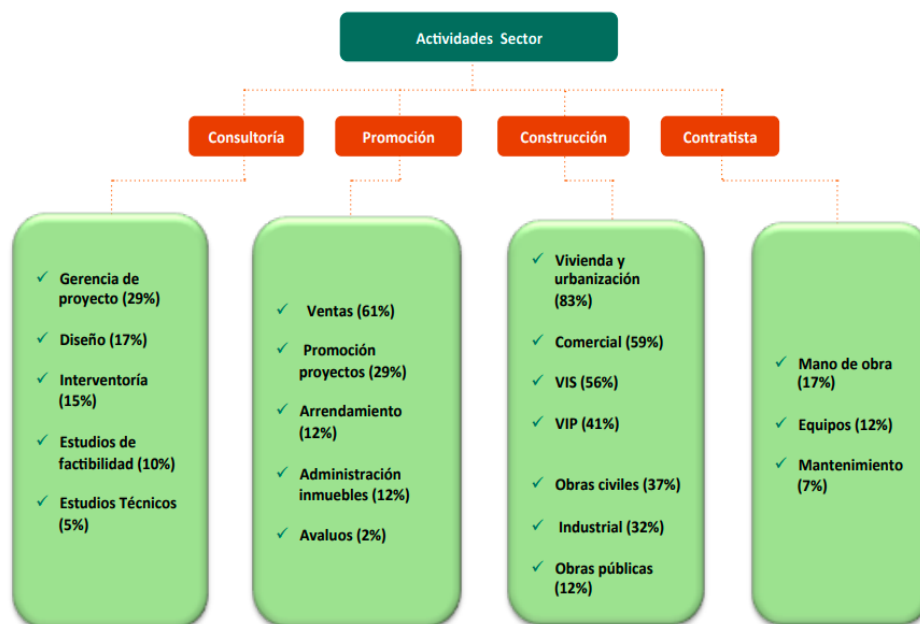 Actividades Sector
Consultoría
Promoción
Construcción
Contratista
✓ Gerencia de
proyecto (29%)
✓ Diseño (17%)
✓ Interventoría
(15%)
✓ Estudios de
factibilidad (10%)
✓ Estudios Técnicos
(5%)
✓ Ventas (61%)
✓ Promoción
proyectos (29%)
✓ Arrendamiento
(12%)
✓ Administración
inmuebles (12%)
✓ Avaluos (2%)
✓ Vivienda y
urbanización
(83%)
✓ Comercial (59%)
✓ VIS (56%)
✓ VIP (41%)
✓ Obras civiles (37%)
✓ Industrial (32%)
✓ Obras públicas
(12%)
✓ Mano de obra
(17%)
✓ Equipos (12%)
✓ Mantenimiento
(7%)